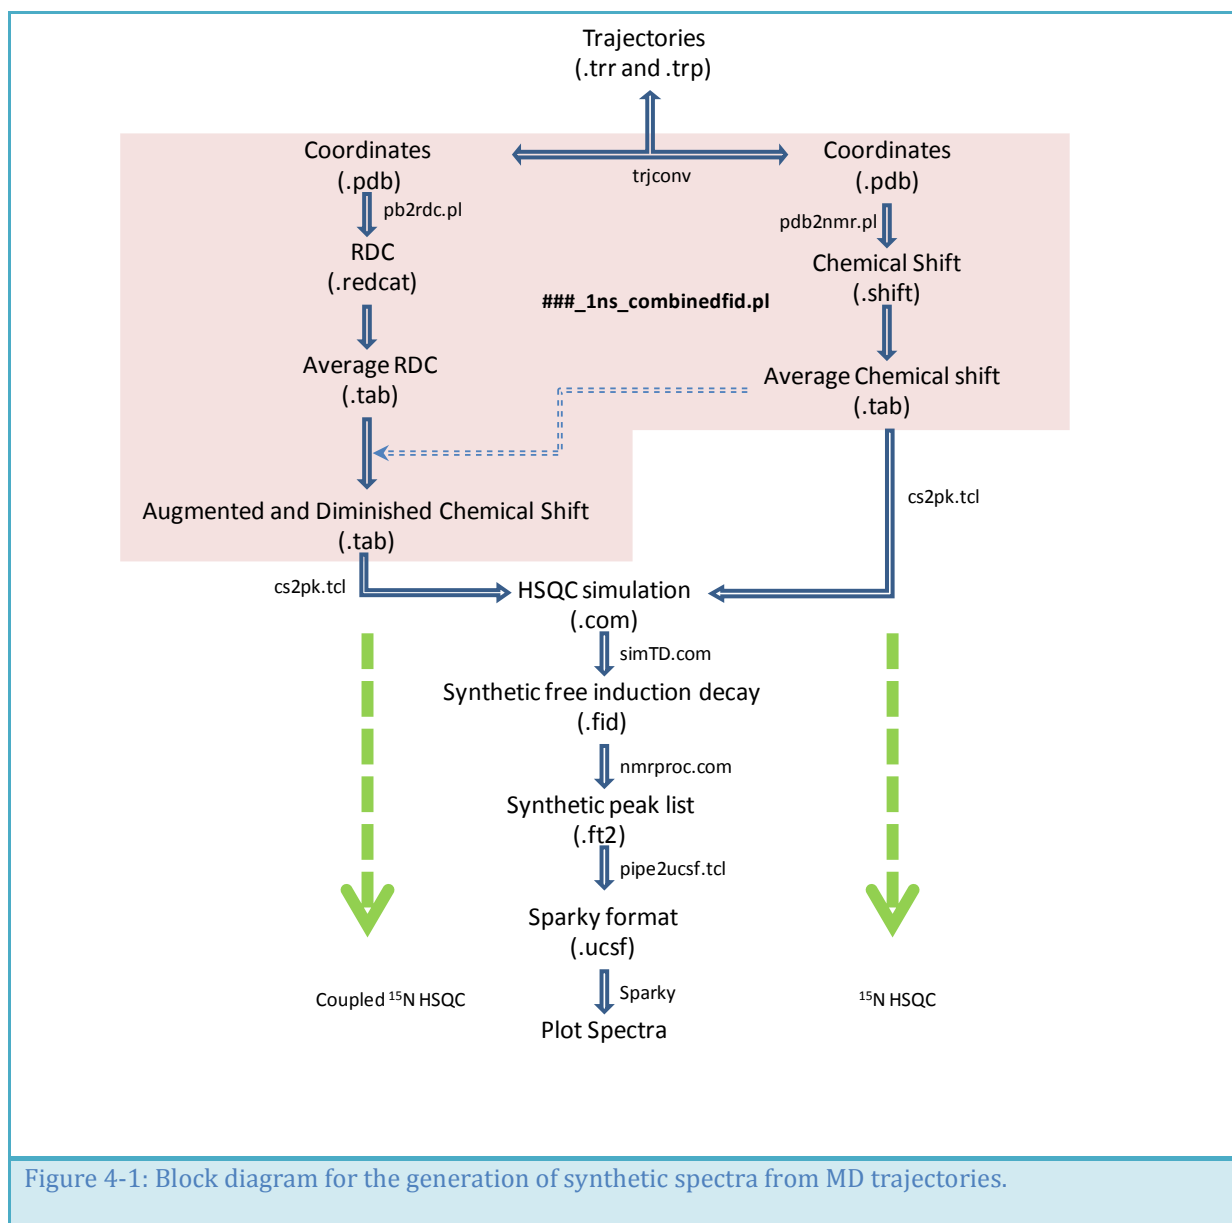 Trajectories
(.trr and .trp)
trjconv
Coordinates
(.pdb)
pb2rdc.pl
RDC
(.redcat)
Average RDC
(.tab)
Augmented and Diminished Chemical Shift
(.tab)
cs2pk.tcl
Coordinates
(.pdb)
pdb2nmr.pl
Chemical Shift
(.shift)
###_1ns_combinedfid.pl
Average Chemical shift
(.tab)
cs2pk.tcl
HSQC simulation
(.com)
simTD.com
Synthetic free induction decay
(.fid)
nmrproc.com
Synthetic peak list
(.ft2)
pipe2ucsf.tcl
Sparky format
(.ucsf)
Sparky
Plot Spectra
Coupled ¹⁵N HSQC
¹⁵N HSQC
Figure 4-1: Block diagram for the generation of synthetic spectra from MD trajectories.